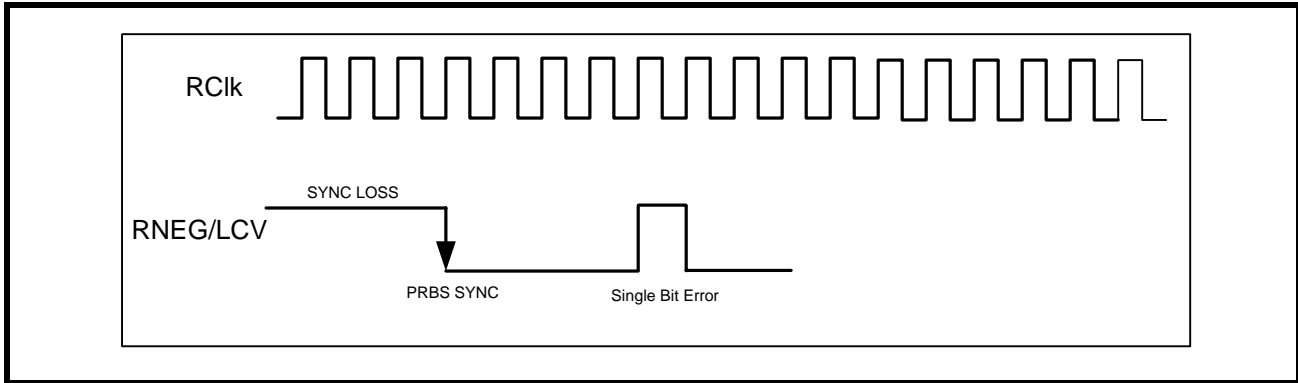 RClk
SYNC LOSS
RNEG/LCV
PRBS SYNC
Single Bit Error